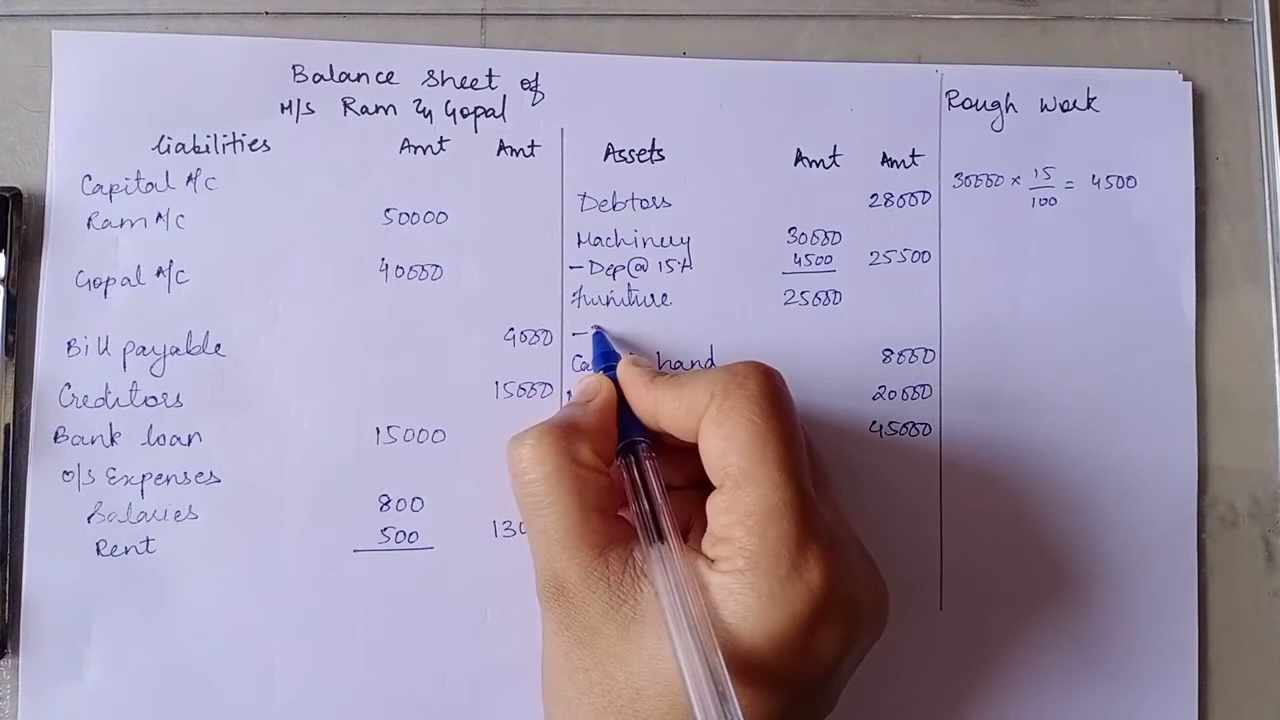 Balance Sheet of
M/S Ram & Gopal
Rough Work
Liabilities Amt Amt Assets Amt Amt
Capital A/C
Ram A/C 50000 Debtors 28000
30000 × 15/100 = 4500
Machinery 30000
Gopal A/C 40000 - Dep@ 15% 4500 25500
Furniture 25000
Bill payable 9000 -
hand 8000
Creditors 15000 20000
Bank loan 15000 45000
O/S Expenses
Salaries 800
Rent 500